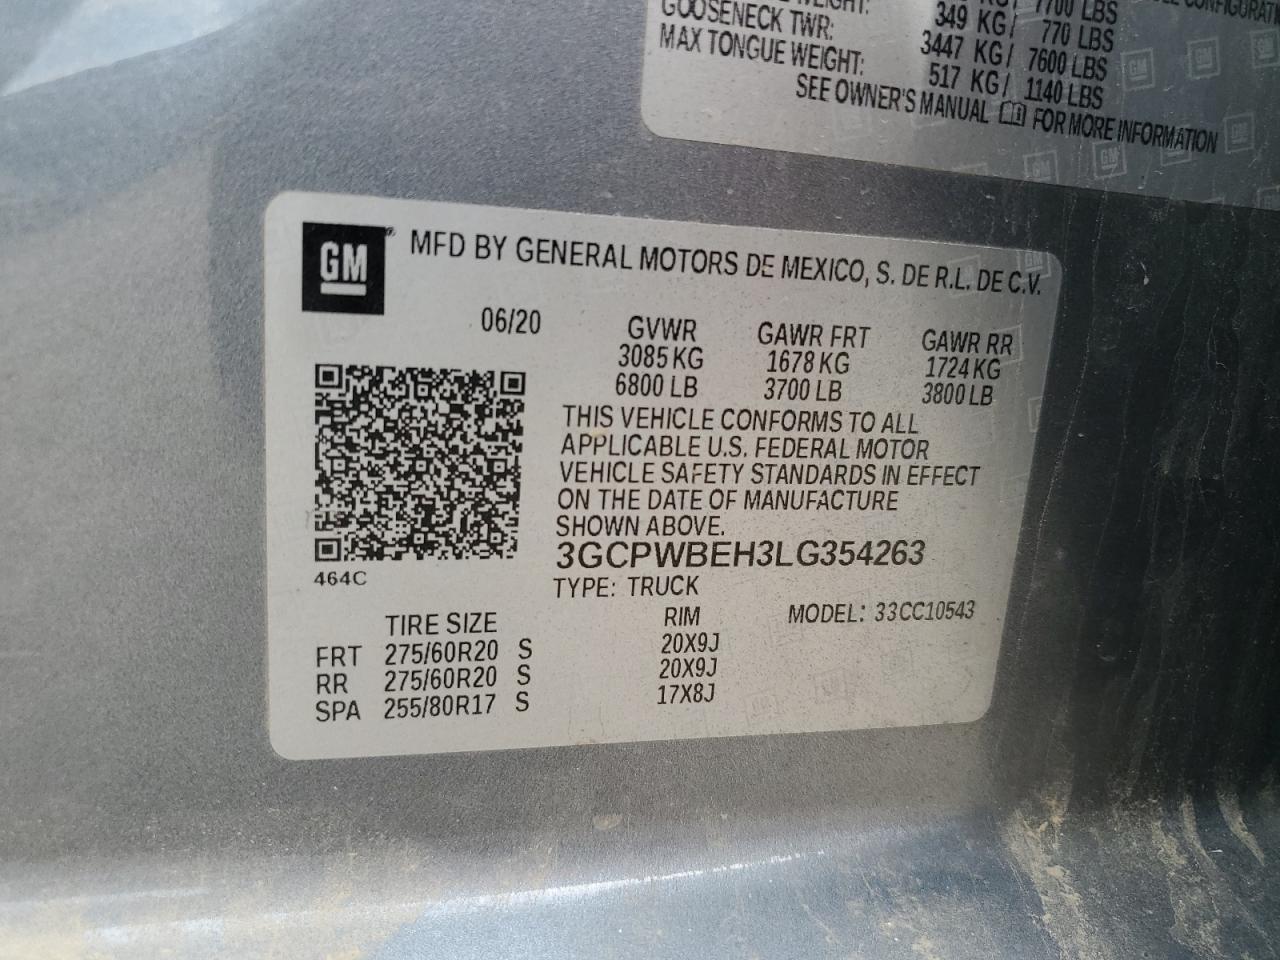 7700 LBS
GOOSENECK TWR: 349 KG/ 770 LBS
MAX TONGUE WEIGHT: 3447 KG/ 7600 LBS
517 KG/ 1140 LBS
SEE OWNER'S MANUAL FOR MORE INFORMATION
GM ® MFD BY GENERAL MOTORS DE MEXICO, S. DE R.L. DE C.V.
06/20 GVWR GAWR FRT GAWR RR
3085 KG 1678 KG 1724 KG
6800 LB 3700 LB 3800 LB
THIS VEHICLE CONFORMS TO ALL
APPLICABLE U.S. FEDERAL MOTOR
VEHICLE SAFETY STANDARDS IN EFFECT
ON THE DATE OF MANUFACTURE
SHOWN ABOVE.
3GCPWBEH3LG354263
464C
TYPE: TRUCK
TIRE SIZE RIM MODEL: 33CC10543
FRT 275/60R20 S 20X9J
RR 275/60R20 S 20X9J
SPA 255/80R17 S 17X8J